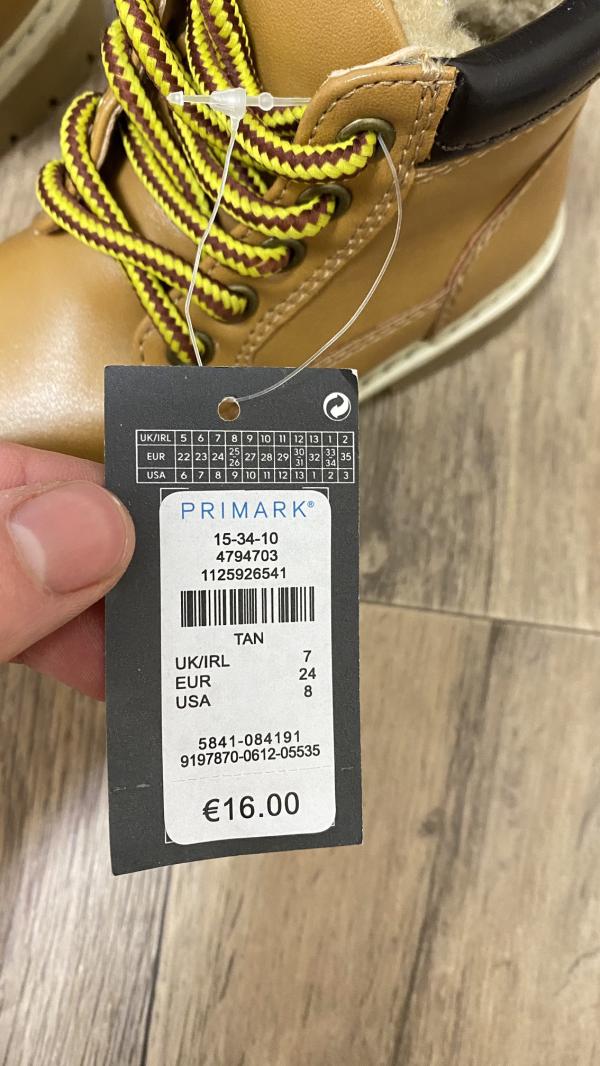 UK/IRL 5 6 7 8 9 10 11 12 13 1 2
EUR 22 23 24 25 26 27 28 29 30 31 32 33 34 35
USA 6 7 8 9 10 11 12 13 1 2 3
PRIMARK®
15-34-10
4794703
1125926541
TAN
UK/IRL 7
EUR 24
USA 8
5841-084191
9197870-0612-05535
€16.00